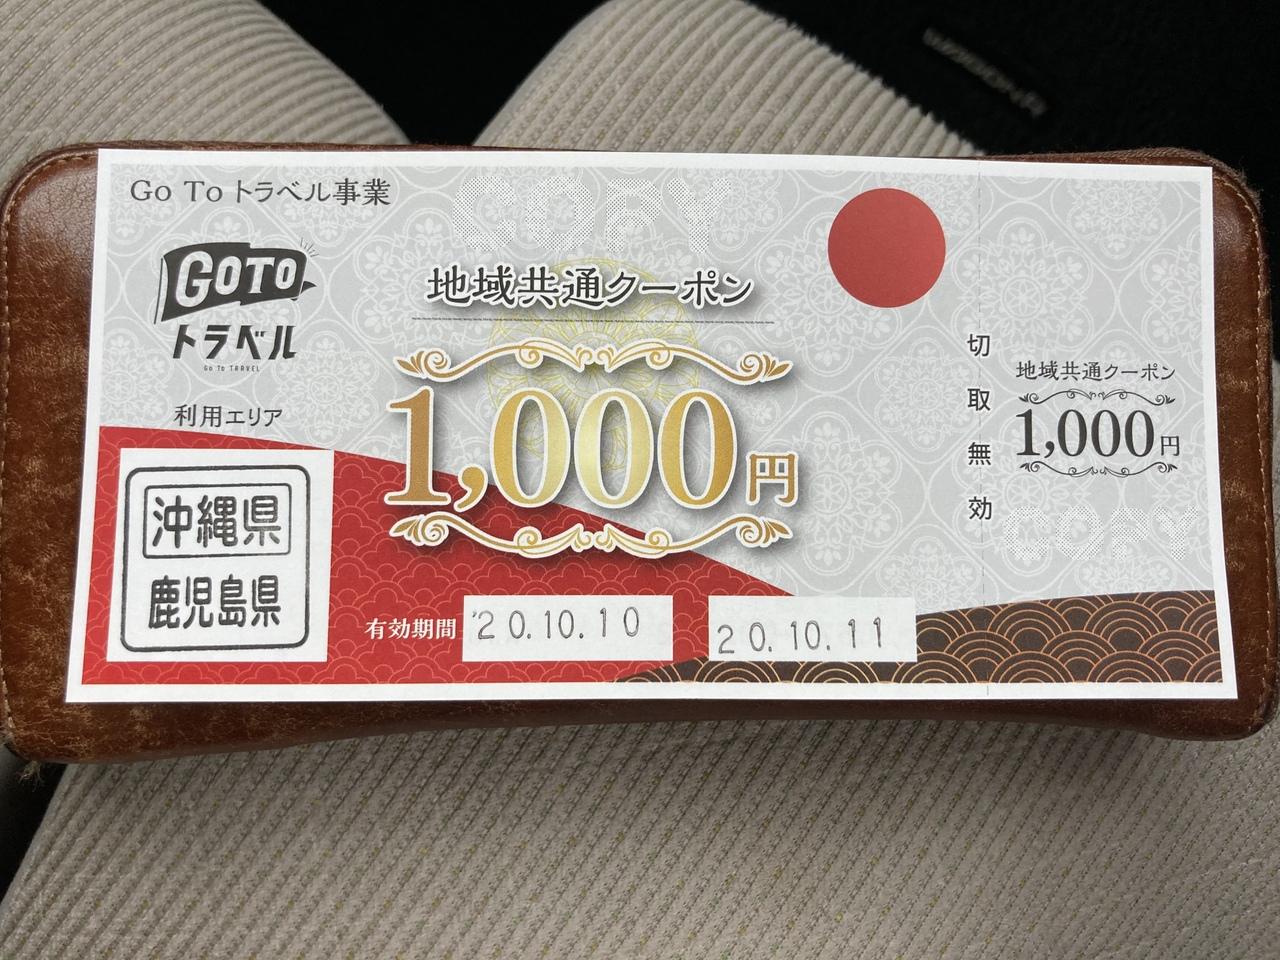 Go To トラベル事業
COPY
GOTO
トラベル
Go To TRAVEL
地域共通クーポン
1,000円
利用エリア
沖縄県
鹿児島県
有効期間 '20.10.10 20.10.11
切取無効
地域共通クーポン
1,000円
COPY